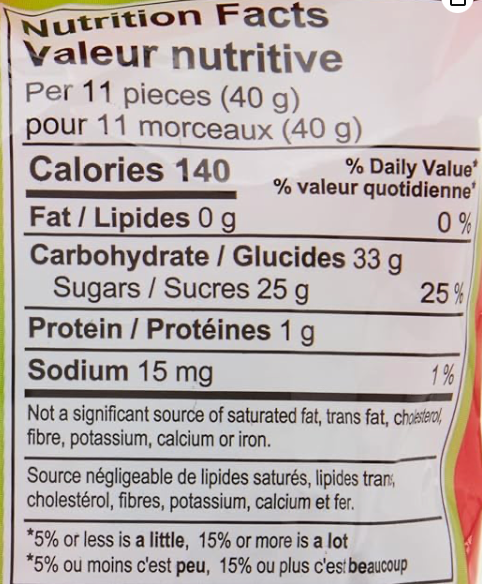 Nutrition Facts
Valeur nutritive
Per 11 pieces (40 g)
pour 11 morceaux (40 g)
Calories 140
% Daily Value*
% valeur quotidienne*
Fat / Lipides 0 g 0 %
Carbohydrate / Glucides 33 g
Sugars / Sucres 25 g 25 %
Protein / Protéines 1 g
Sodium 15 mg 1 %
Not a significant source of saturated fat, trans fat, cholesterol,
fibre, potassium, calcium or iron.
Source négligeable de lipides saturés, lipides trans,
cholestérol, fibres, potassium, calcium et fer.
*5% or less is a little, 15% or more is a lot
*5% ou moins c'est peu, 15% ou plus c'est beaucoup